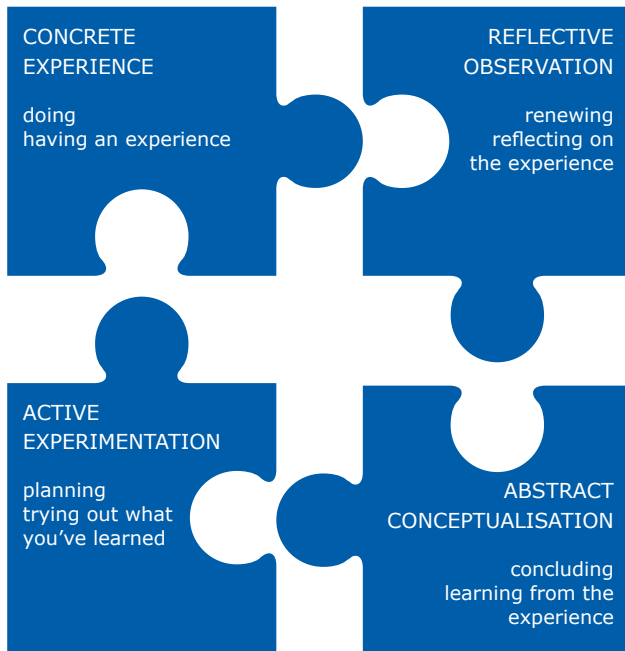 CONCRETE
EXPERIENCE
doing
having an experience
REFLECTIVE
OBSERVATION
renewing
reflecting on
the experience
ACTIVE
EXPERIMENTATION
planning
trying out what
you’ve learned
ABSTRACT
CONCEPTUALISATION
concluding
learning from the
experience